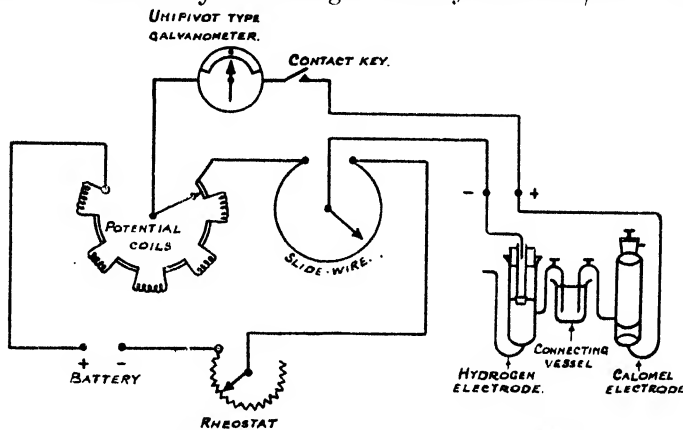 UNIPIVOT TYPE
GALVANOMETER.
CONTACT KEY.
POTENTIAL
COILS
SLIDE-WIRE.
- +
+ -
BATTERY
RHEOSTAT
HYDROGEN
ELECTRODE.
CONNECTING
VESSEL
CALOMEL
ELECTRODE